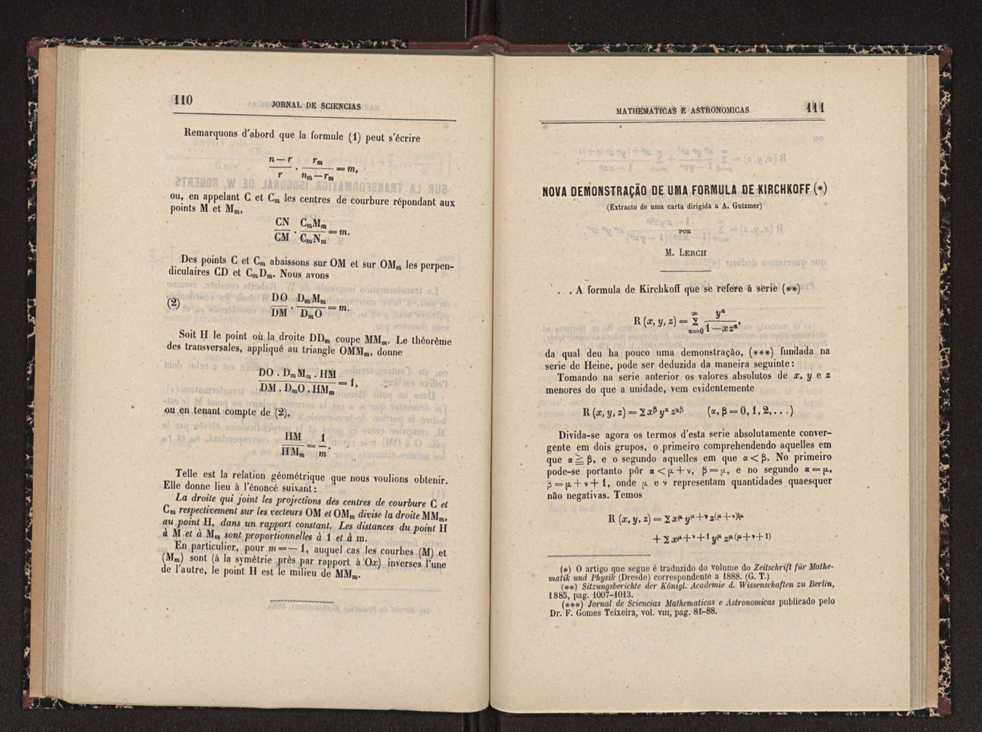 110 JORNAL DE SCIENCIAS
Remarquons d'abord que la formule (1) peut s'écrire
n — r / r · r_m / n_m — r_m = m,
ou, en appelant C et C_m les centres de courbure répondant aux
points M et M_m,
CN / CM · C_m M_m / C_m N_m = m.
Des points C et C_m abaissons sur OM et sur OM_m les perpen-
diculaires CD et C_m D_m. Nous avons
(2) DO / DM · D_m M_m / D_m O = m.
Soit H le point où la droite DD_m coupe MM_m. Le théorème
des transversales, appliqué au triangle OMM_m, donne
DO . D_m M_m . HM / DM . D_m O . HM_m = 1,
ou en tenant compte de (2),
HM / HM_m = 1 / m.
Telle est la relation géométrique que nous voulions obtenir.
Elle donne lieu à l'énoncé suivant:
La droite qui joint les projections des centres de courbure C et
C_m respectivement sur les vecteurs OM et OM_m divise la droite MM_m,
au point H, dans un rapport constant. Les distances du point H
à M et à M_m sont proportionnelles à 1 et à m.
En particulier, pour m = — 1, auquel cas les courbes (M) et
(M_m) sont (à la symétrie près par rapport à Ox) inverses l'une
de l'autre, le point H est le milieu de MM_m.
MATHEMATICAS E ASTRONOMICAS 111
NOVA DEMONSTRAÇÃO DE UMA FORMULA DE KIRCHKOFF (*)
(Extracto de uma carta dirigida a A. Gutzmer)
POR
M. LERCH
. . . A formula de Kirchkoff que se refere á serie (**)
R (x, y, z) = Σ_{α=0}^{∞} y^α / 1 — xz^α,
da qual deu ha pouco uma demonstração, (***) fundada na
serie de Heine, pode ser deduzida da maneira seguinte:
Tomando na serie anterior os valores absolutos de x, y e z
menores do que a unidade, vem evidentemente
R (x, y, z) = Σ x^β y^α z^{αβ} (α, β = 0, 1, 2, . . .)
Divida-se agora os termos d'esta serie absolutamente conver-
gente em dois grupos, o primeiro comprehendendo aquelles em
que α ≧ β, e o segundo aquelles em que α < β. No primeiro
pode-se portanto pôr α < μ + ν, β = μ, e no segundo α = μ,
β = μ + ν + 1, onde μ e ν representam quantidades quaesquer
não negativas. Temos
R (x, y, z) = Σ x^μ y^{μ + ν} z^{(μ + ν)μ}
+ Σ x^{μ + ν + 1} y^μ z^{μ (μ + ν + 1)}
(*) O artigo que segue é traduzido do volume do Zeitschrift für Mathe-
matik und Physik (Dresde) correspondente a 1888. (G. T.)
(**) Sitzungsberichte der Königl. Academie d. Wissenschaften zu Berlin,
1885, pag. 1007-1013.
(***) Jornal de Sciencias Mathematicas e Astronomicas publicado pelo
Dr. F. Gomes Teixeira, vol. VIII, pag. 81-88.